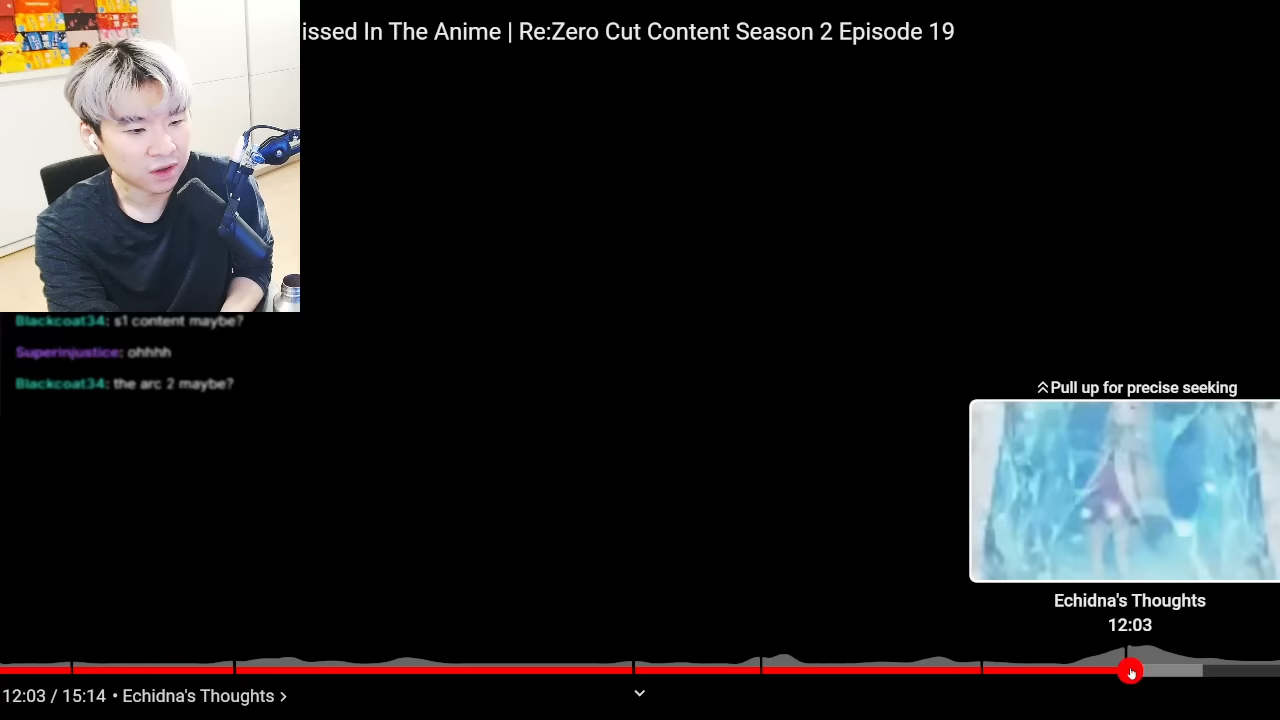 issed In The Anime | Re:Zero Cut Content Season 2 Episode 19
Blackcoat34: s1 content maybe?
Superinjustice: ohhhh
Blackcoat34: the arc 2 maybe?
Pull up for precise seeking
Echidna's Thoughts
12:03
12:03 / 15:14 • Echidna's Thoughts >